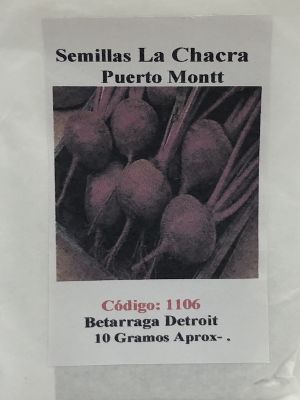 Semillas La Chacra
Puerto Montt
Código: 1106
Betarraga Detroit
10 Gramos Aprox- .